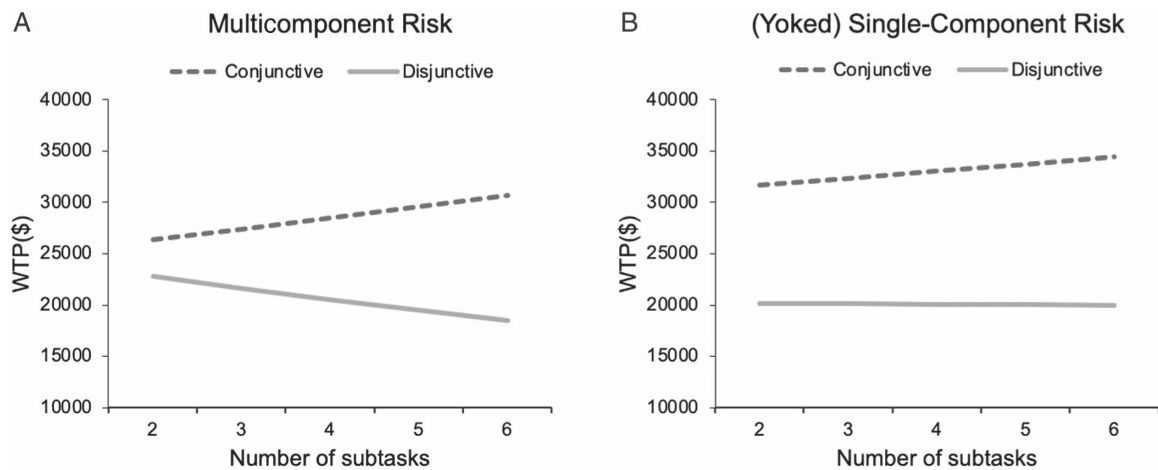 A
Multicomponent Risk
Conjunctive
Disjunctive
40000
35000
30000
25000
20000
15000
10000
WTP($)
2 3 4 5 6
Number of subtasks
B
(Yoked) Single-Component Risk
Conjunctive
Disjunctive
40000
35000
30000
25000
20000
15000
10000
WTP($)
2 3 4 5 6
Number of subtasks